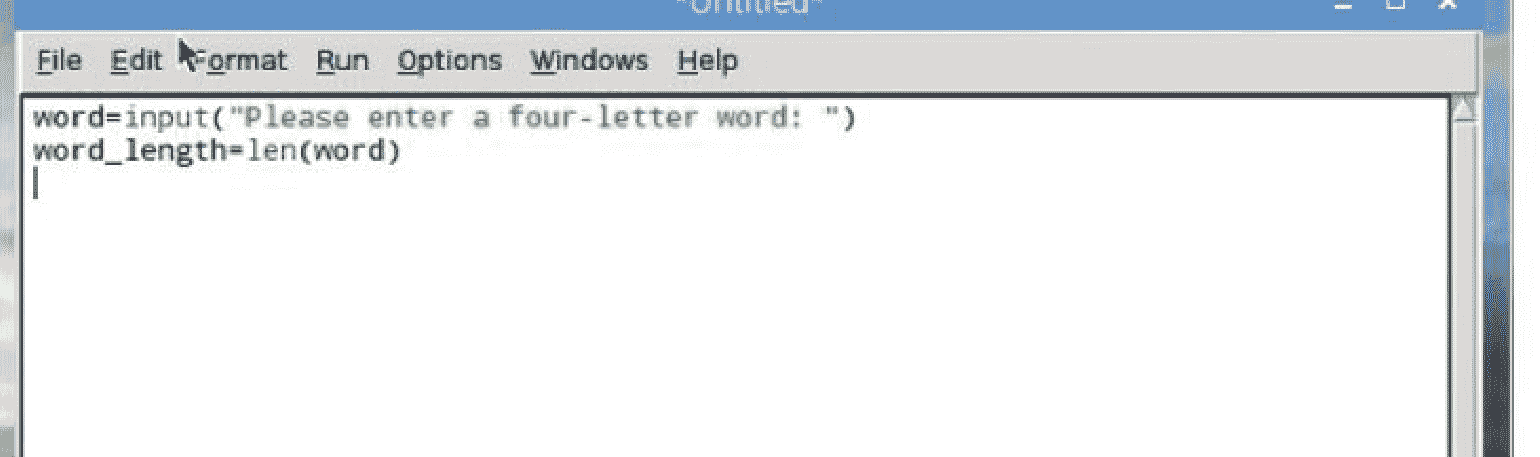 *Untitled*
File Edit Format Run Options Windows Help
word=input("Please enter a four-letter word: ")
word_length=len(word)